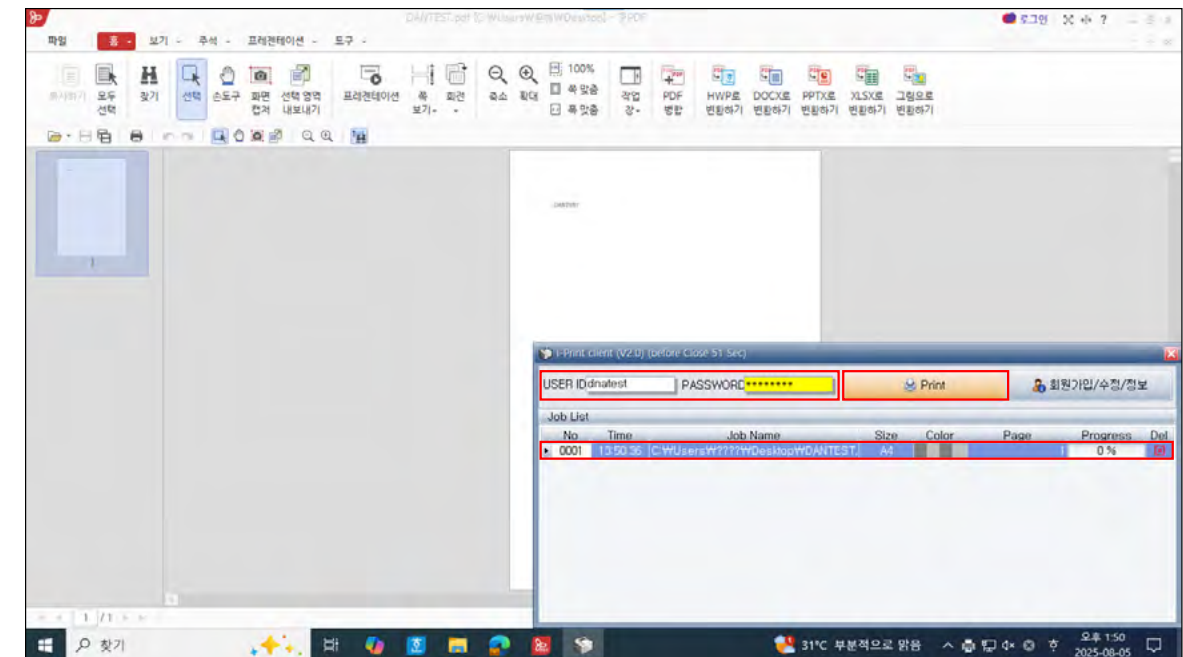 로그인 ?
파일 홈 보기 주석 프레젠테이션 도구
100%
쪽 맞춤
폭 맞춤
모두 선택
찾기
선택
손도구
화면 캡처
선택 영역 내보내기
프레젠테이션
쪽 보기
회전
축소
확대
작업 창
PDF 병합
HWP로 변환하기
DOCX로 변환하기
PPTX로 변환하기
XLSX로 변환하기
그림으로 변환하기
1
i-Print client (V2.0) (before Close 51 Sec)
USER ID dnatest PASSWORD ******** Print 회원가입/수정/정보
Job List
No Time Job Name Size Color Page Progress Del
0001 13:50:36 C:₩Users₩????₩Desktop₩DANTEST. A4 1 0 %
1 /1
찾기 31°C 부분적으로 맑음 오후 1:50
2025-08-05